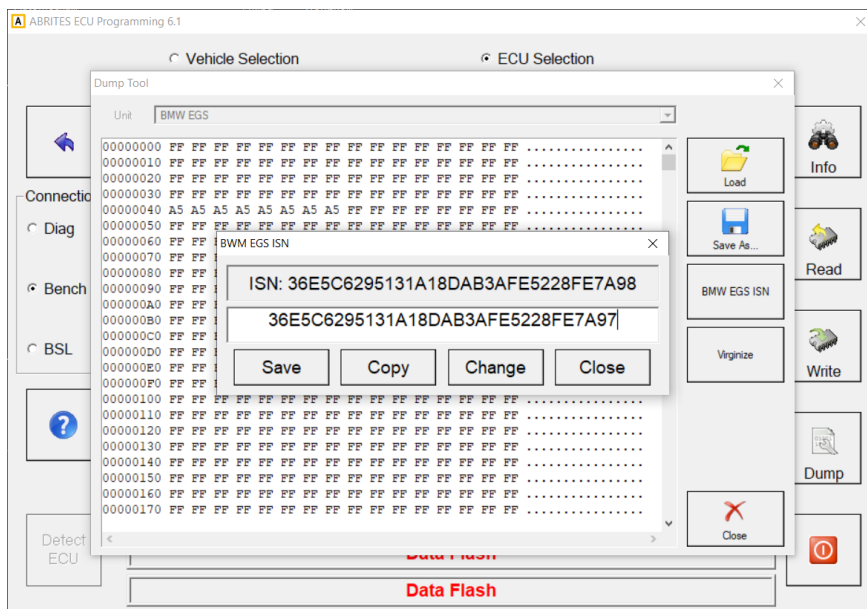 ABRITES ECU Programming 6.1
Vehicle Selection
ECU Selection
Dump Tool
Unit BMW EGS
00000000 FF FF FF FF FF FF FF FF FF FF FF FF FF FF FF FF ................
00000010 FF FF FF FF FF FF FF FF FF FF FF FF FF FF FF FF ................
00000020 FF FF FF FF FF FF FF FF FF FF FF FF FF FF FF FF ................
00000030 FF FF FF FF FF FF FF FF FF FF FF FF FF FF FF FF ................
00000040 A5 A5 A5 A5 A5 A5 A5 A5 FF FF FF FF FF FF FF FF ................
00000050 FF FF FF FF FF FF FF FF FF FF FF FF FF FF FF FF ................
00000060 FF FF
00000070 FF FF
00000080 FF FF
00000090 FF FF
000000A0 FF FF
000000B0 FF FF
000000C0 FF FF
000000D0 FF FF
000000E0 FF FF
000000F0 FF FF
00000100 FF FF FF FF FF FF FF FF FF FF FF FF FF FF FF FF ................
00000110 FF FF FF FF FF FF FF FF FF FF FF FF FF FF FF FF ................
00000120 FF FF FF FF FF FF FF FF FF FF FF FF FF FF FF FF ................
00000130 FF FF FF FF FF FF FF FF FF FF FF FF FF FF FF FF ................
00000140 FF FF FF FF FF FF FF FF FF FF FF FF FF FF FF FF ................
00000150 FF FF FF FF FF FF FF FF FF FF FF FF FF FF FF FF ................
00000160 FF FF FF FF FF FF FF FF FF FF FF FF FF FF FF FF ................
00000170 FF FF FF FF FF FF FF FF FF FF FF FF FF FF FF FF ................
BWM EGS ISN
ISN: 36E5C6295131A18DAB3AFE5228FE7A98
36E5C6295131A18DAB3AFE5228FE7A97
Save
Copy
Change
Close
Load
Save As...
BMW EGS ISN
Virginize
Close
Connectio
Diag
Bench
BSL
Detect
ECU
Info
Read
Write
Dump
Data Flash
Data Flash